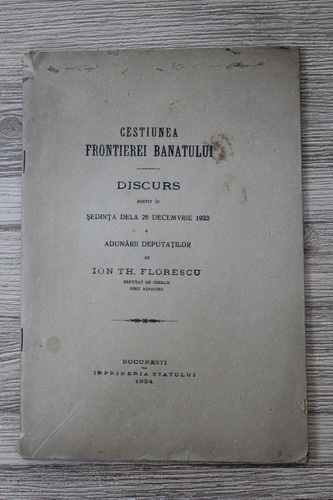 CESTIUNEA
FRONTIEREI BANATULUI
DISCURS
ROSTIT ÎN
ŞEDINŢA DELA 26 DECEMVRIE 1923
A
ADUNĂRII DEPUTAŢILOR
DE
ION TH. FLORESCU
DEPUTAT DE
FOST MINISTRU
BUCUREŞTI
IMPRIMERIA STATULUI
1924